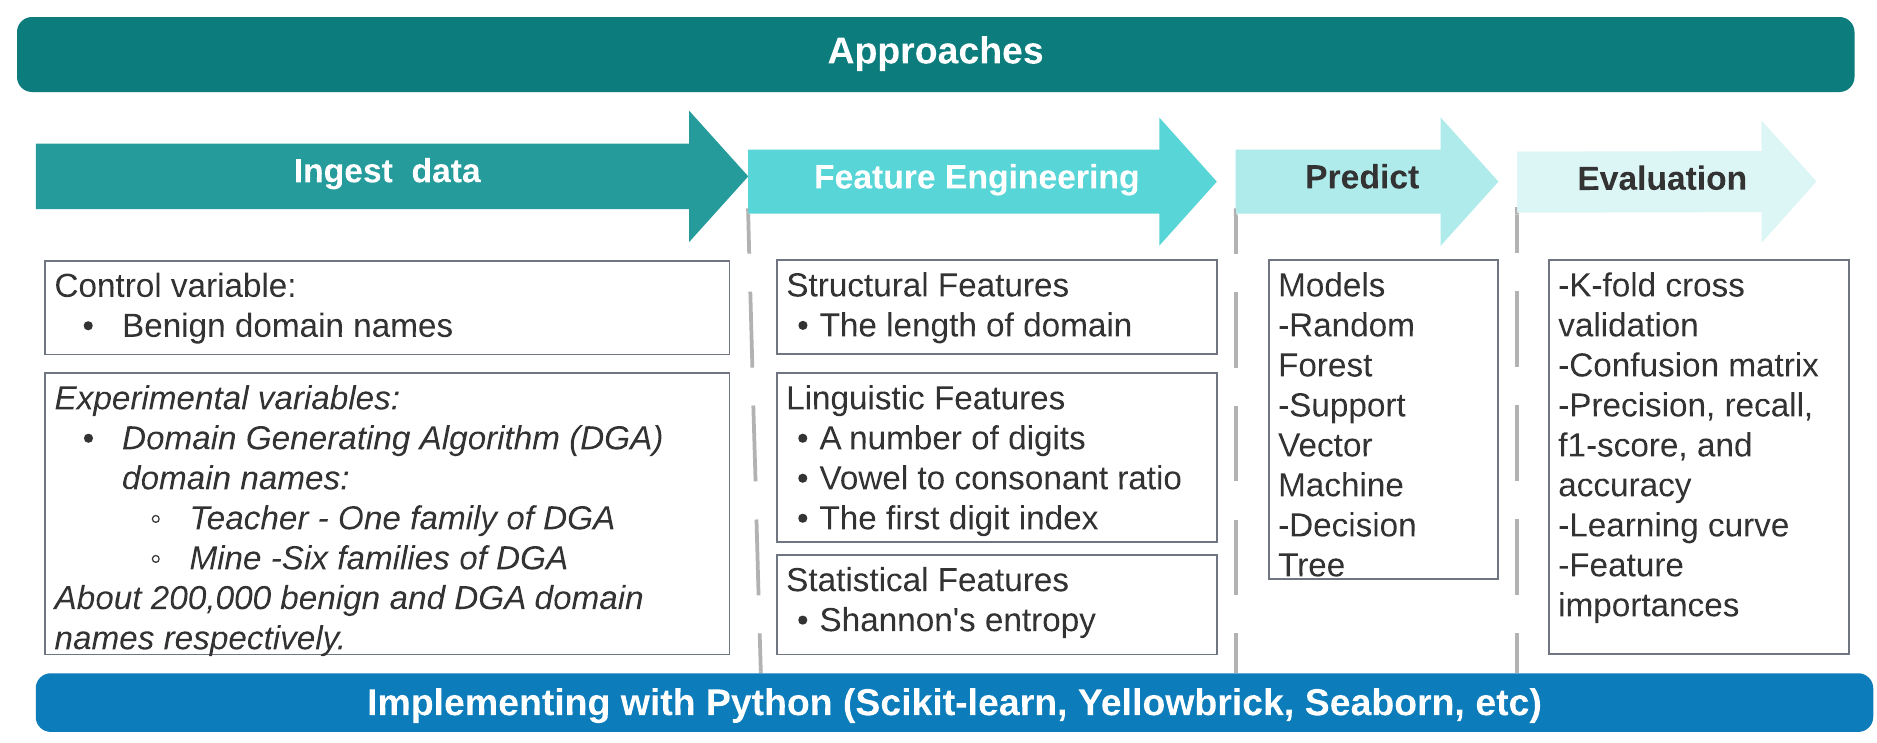 Approaches
Ingest  data
Feature Engineering
Predict
Evaluation
Control variable:
• Benign domain names
Experimental variables:
• Domain Generating Algorithm (DGA)
domain names:
◦ Teacher - One family of DGA
◦ Mine -Six families of DGA
About 200,000 benign and DGA domain
names respectively.
Structural Features
• The length of domain
Linguistic Features
• A number of digits
• Vowel to consonant ratio
• The first digit index
Statistical Features
• Shannon's entropy
Models
-Random
Forest
-Support
Vector
Machine
-Decision
Tree
-K-fold cross
validation
-Confusion matrix
-Precision, recall,
f1-score, and
accuracy
-Learning curve
-Feature
importances
Implementing with Python (Scikit-learn, Yellowbrick, Seaborn, etc)